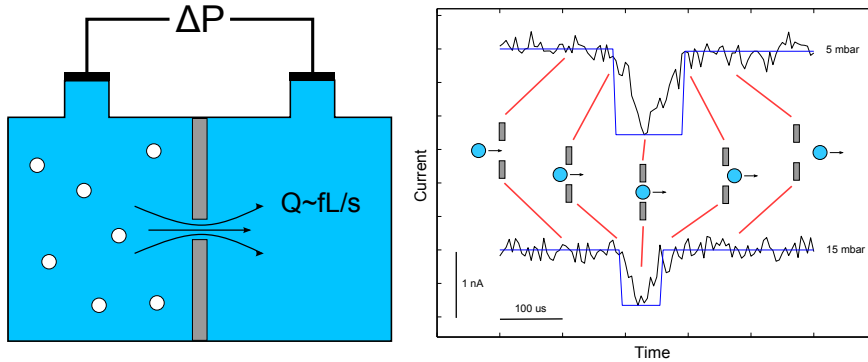 ΔP
Q~fL/s
5 mbar
Current
15 mbar
1 nA
100 us
Time